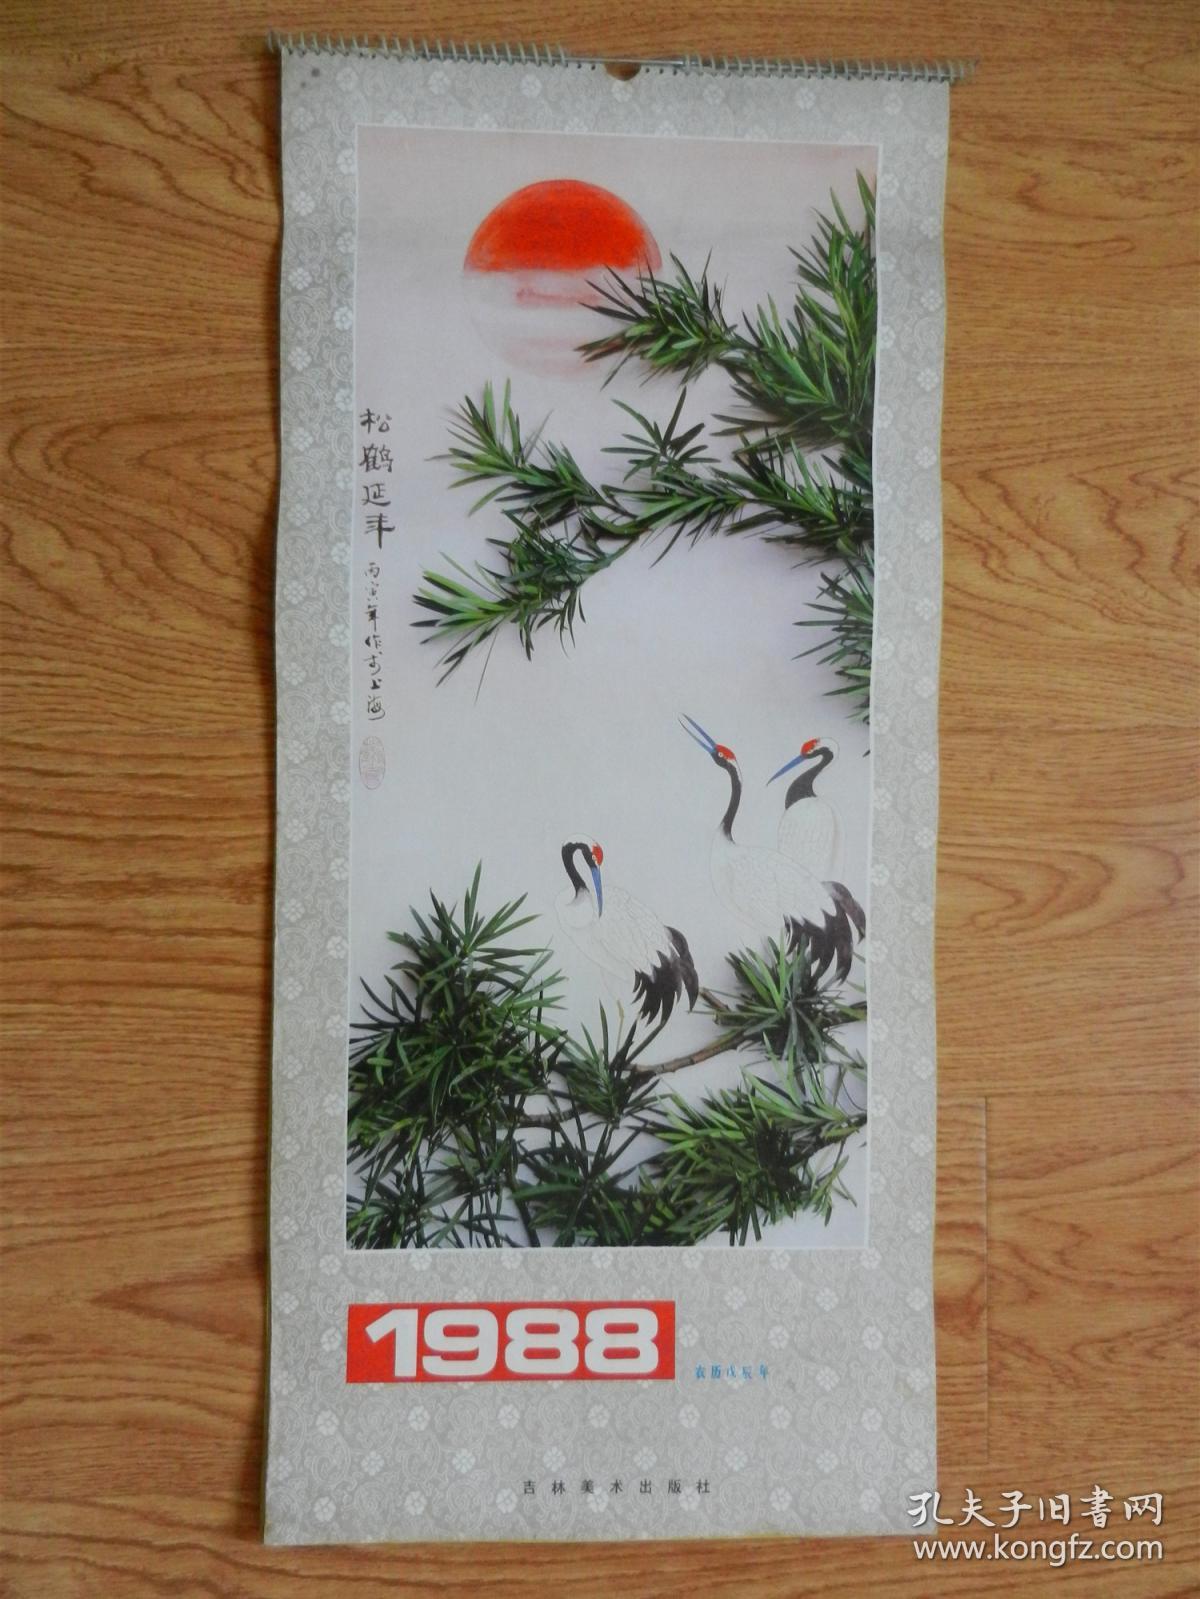 松鹤延年
丙寅年作于上海
1988
农历戊辰年
吉林美术出版社
孔夫子旧书网
www.kongfz.com